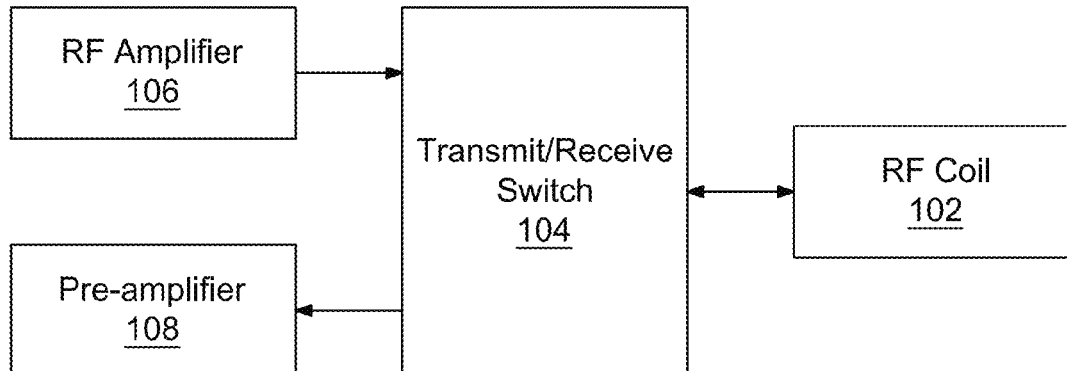 RF Amplifier
106
Transmit/Receive
Switch
104
RF Coil
102
Pre-amplifier
108